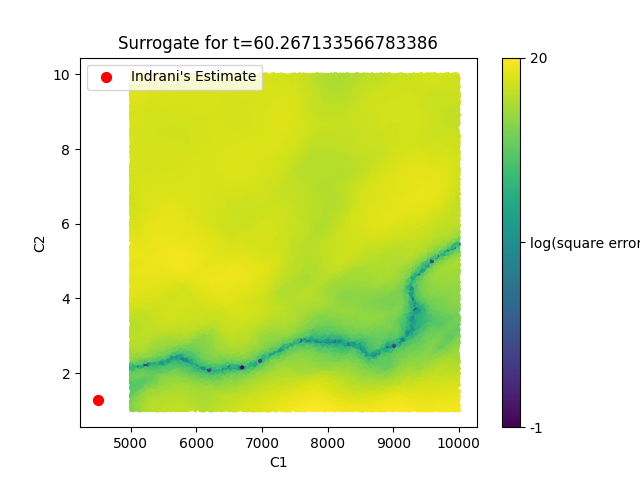 Surrogate for t=60.267133566783386
Indrani's Estimate
10
8
6
4
2
C2
5000
6000
7000
8000
9000
10000
C1
20
log(square error
-1